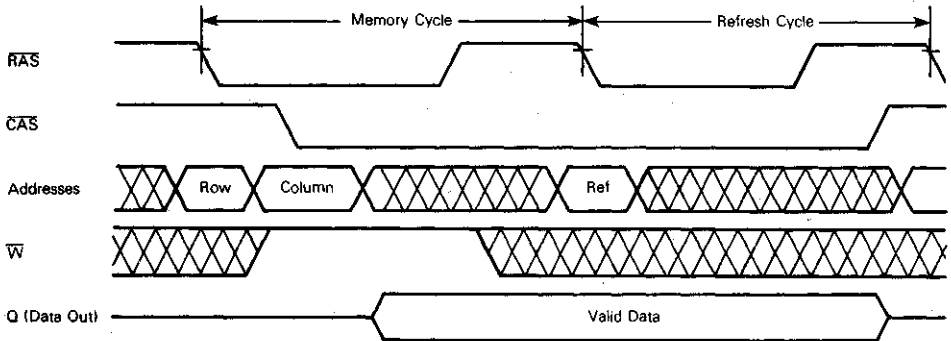 Memory Cycle Refresh Cycle
RAS
CAS
Addresses Row Column Ref
W
Q (Data Out) Valid Data